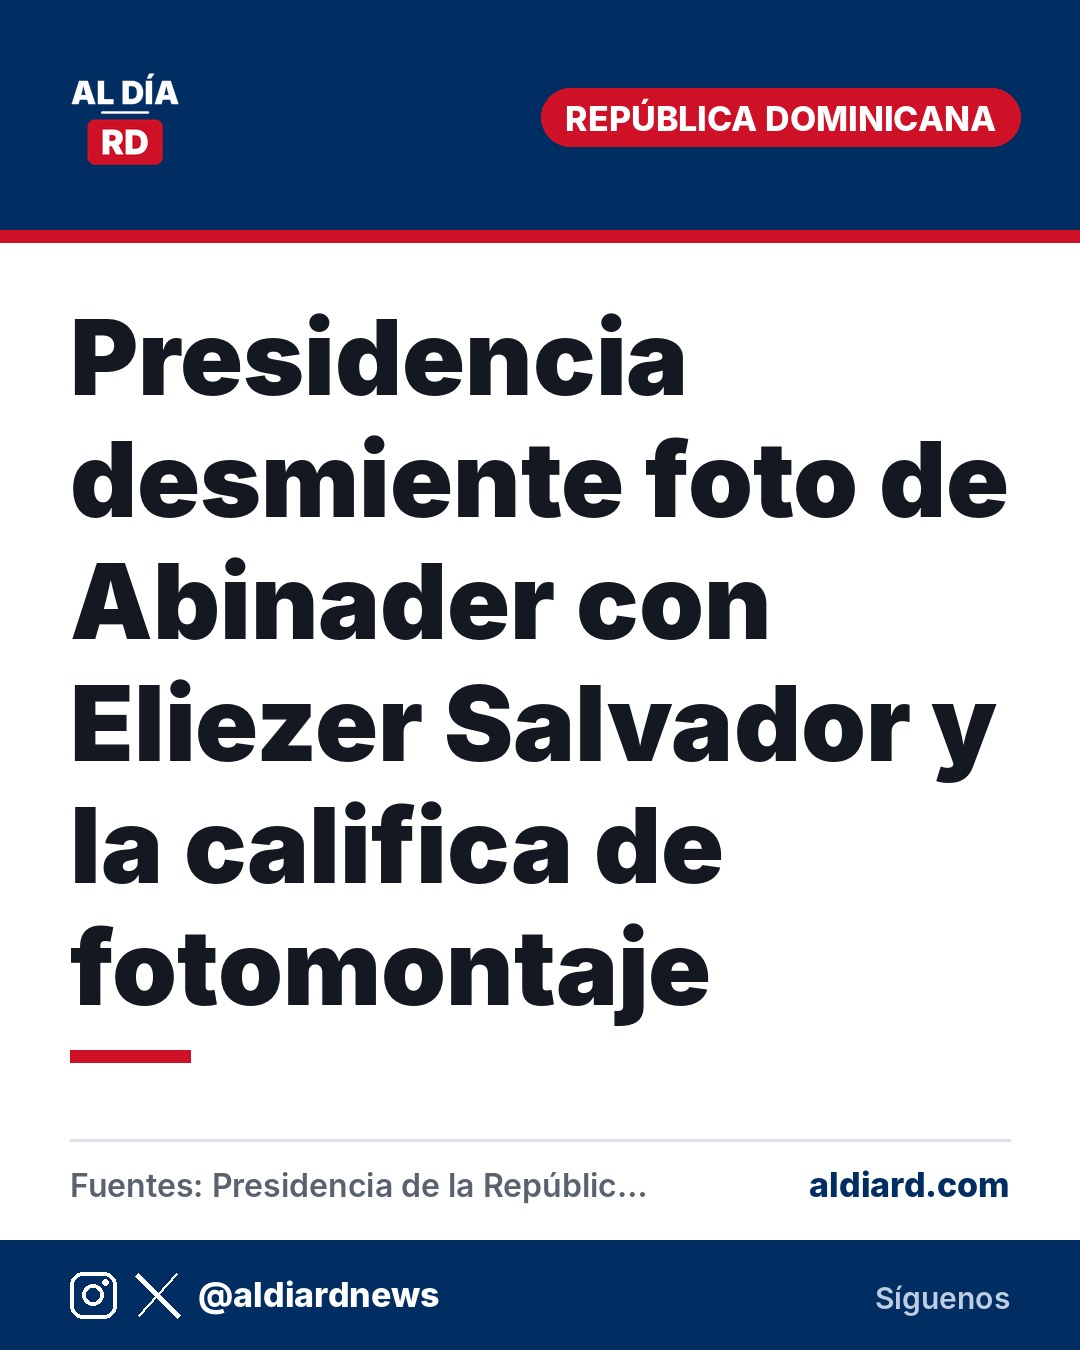 AL DÍA
RD
REPÚBLICA DOMINICANA
Presidencia
desmiente foto de
Abinader con
Eliezer Salvador y
la califica de
fotomontaje
Fuentes: Presidencia de la Repúblic...
aldiard.com
@aldiardnews
Síguenos